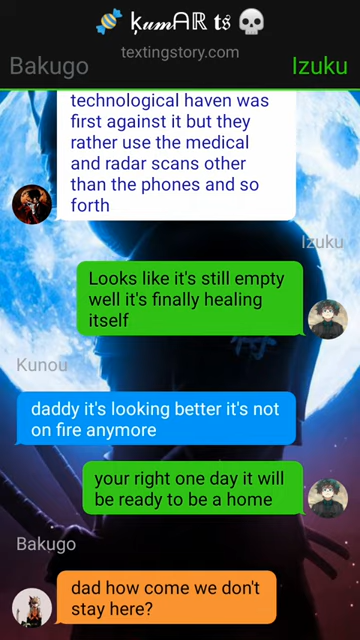 🍬 ķ𝓾𝓶ᗩℝ 𝖙𝖘 💀
textingstory.com
Bakugo Izuku
technological haven was
first against it but they
rather use the medical
and radar scans other
than the phones and so
forth
Izuku
Looks like it's still empty
well it's finally healing
itself
Kunou
daddy it's looking better it's not
on fire anymore
your right one day it will
be ready to be a home
Bakugo
dad how come we don't
stay here?